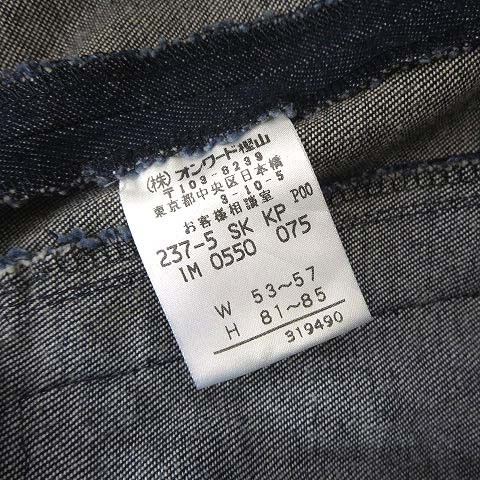 (株)オンワード樫山
〒103-8239
東京都中央区日本橋
3-10-5
お客様相談室
237-5 SK KP P00
IM 0550 075
W 53~57
H 81~85
319490